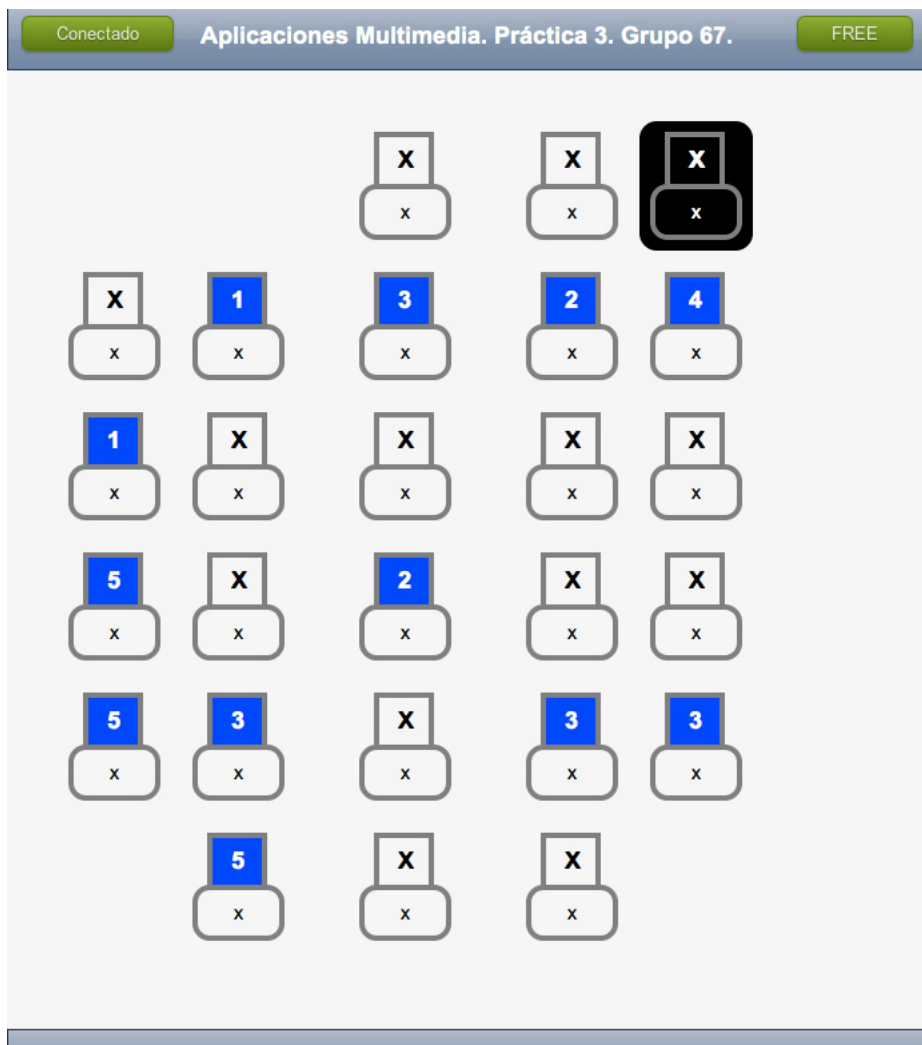 Conectado Aplicaciones Multimedia. Práctica 3. Grupo 67. FREE
X X X
x x x
X 1 3 2 4
x x x x x
1 X X X X
x x x x x
5 X 2 X X
x x x x x
5 3 X 3 3
x x x x x
5 X X
x x x